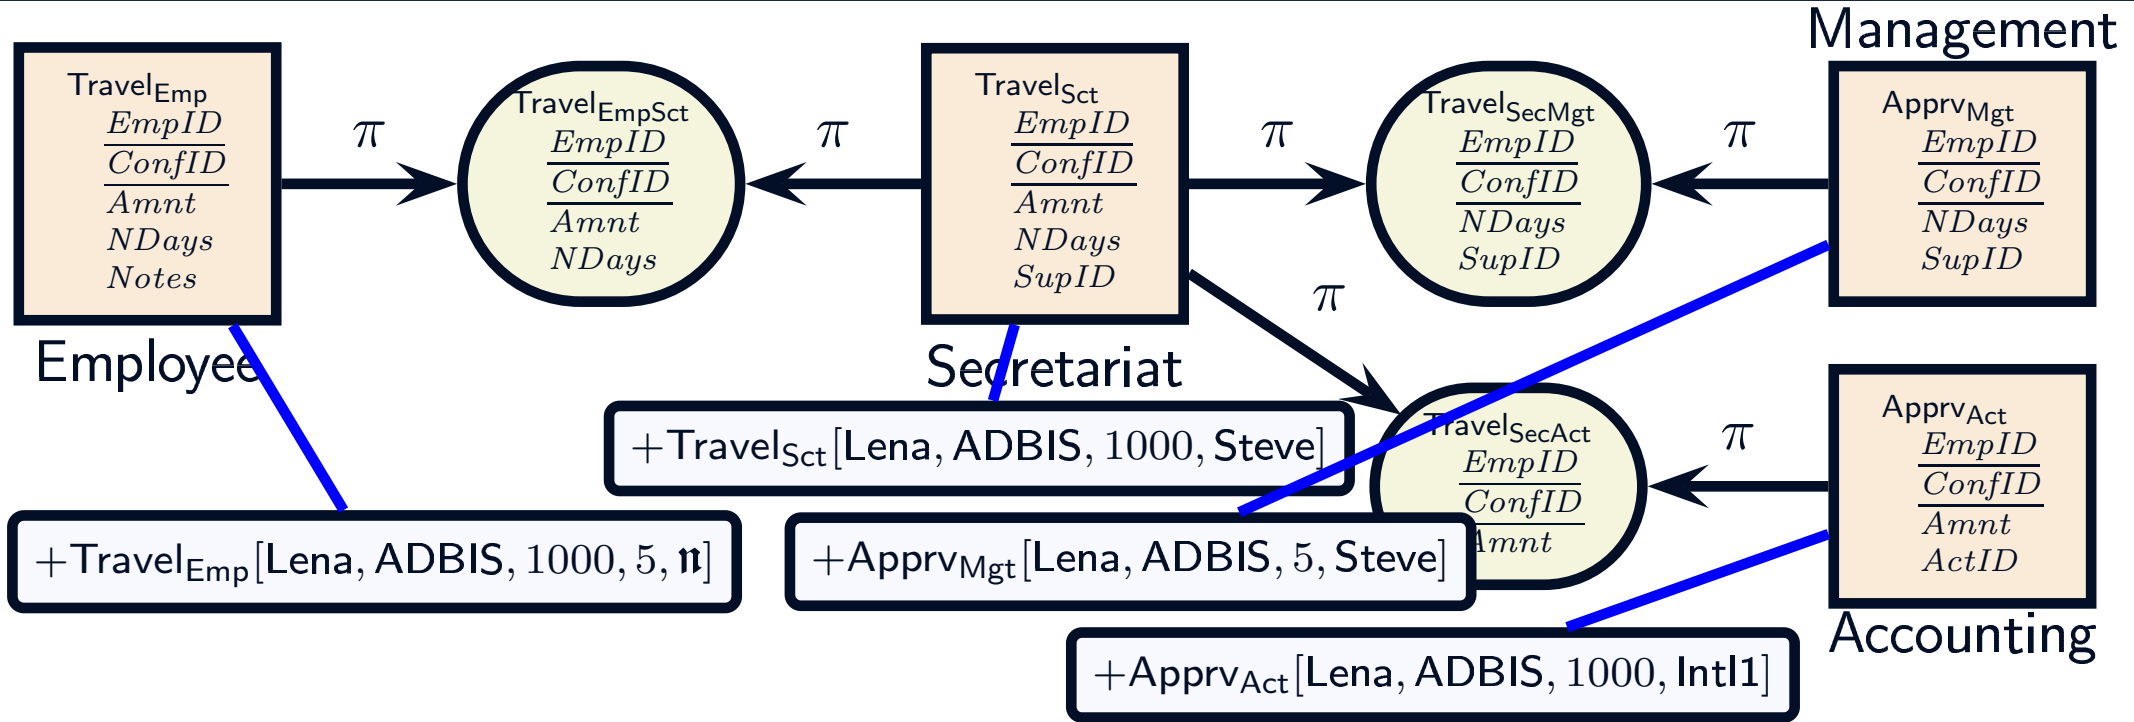 Management
Travel_Emp
EmpID
ConfID
Amnt
NDays
Notes
Employee
π
Travel_EmpSct
EmpID
ConfID
Amnt
NDays
π
Travel_Sct
EmpID
ConfID
Amnt
NDays
SupID
Secretariat
π
Travel_SecMgt
EmpID
ConfID
NDays
SupID
π
Apprv_Mgt
EmpID
ConfID
NDays
SupID
π
Travel_SecAct
EmpID
ConfID
Amnt
π
Apprv_Act
EmpID
ConfID
Amnt
ActID
Accounting
+Travel_Sct[Lena, ADBIS, 1000, Steve]
+Travel_Emp[Lena, ADBIS, 1000, 5, 𝖓]
+Apprv_Mgt[Lena, ADBIS, 5, Steve]
+Apprv_Act[Lena, ADBIS, 1000, Intl1]